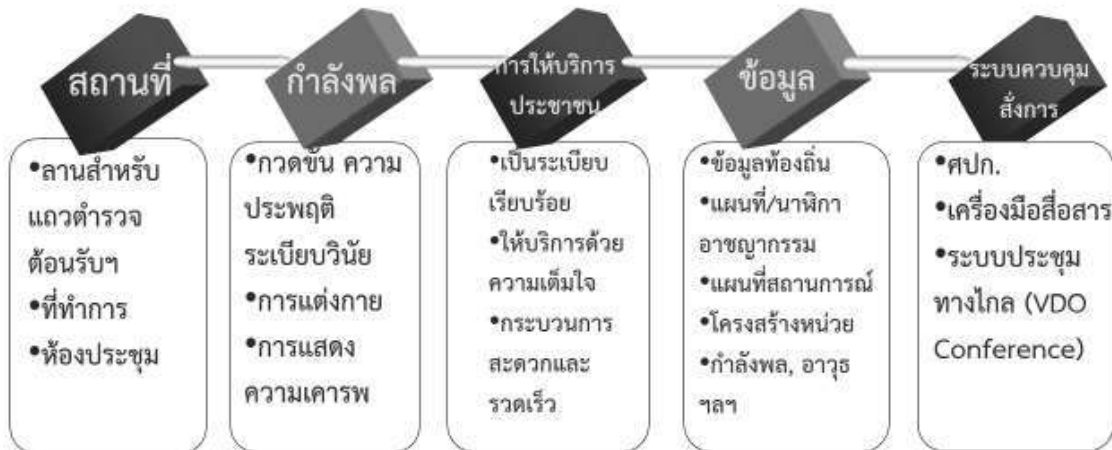 สถานที่
•ลานสำหรับ
แถวตำรวจ
ต้อนรับฯ
•ที่ทำการ
•ห้องประชุม
กำลังพล
•กวดขัน ความ
ประพฤติ
ระเบียบวินัย
•การแต่งกาย
•การแสดง
ความเคารพ
การให้บริการ
ประชาชน
•เป็นระเบียบ
เรียบร้อย
•ให้บริการด้วย
ความเต็มใจ
•กระบวนการ
สะดวกและ
รวดเร็ว
ข้อมูล
•ข้อมูลท้องถิ่น
•แผนที่/นาฬิกา
อาชญากรรม
•แผนที่สถานการณ์
•โครงสร้างหน่วย
•กำลังพล, อาวุธ
ฯลฯ
ระบบควบคุม
สั่งการ
•ศปก.
•เครื่องมือสื่อสาร
•ระบบประชุม
ทางไกล (VDO
Conference)